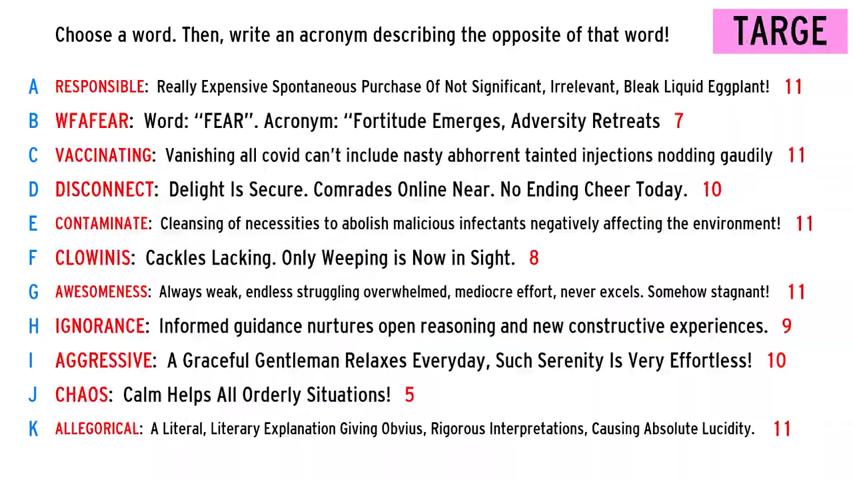 Choose a word. Then, write an acronym describing the opposite of that word!
TARGE
A RESPONSIBLE: Really Expensive Spontaneous Purchase Of Not Significant, Irrelevant, Bleak Liquid Eggplant! 11
B WFAFEAR: Word: “FEAR”. Acronym: “Fortitude Emerges, Adversity Retreats 7
C VACCINATING: Vanishing all covid can’t include nasty abhorrent tainted injections nodding gaudily 11
D DISCONNECT: Delight Is Secure. Comrades Online Near. No Ending Cheer Today. 10
E CONTAMINATE: Cleansing of necessities to abolish malicious infectants negatively affecting the environment! 11
F CLOWINIS: Cackles Lacking. Only Weeping is Now in Sight. 8
G AWESOMENESS: Always weak, endless struggling overwhelmed, mediocre effort, never excels. Somehow stagnant! 11
H IGNORANCE: Informed guidance nurtures open reasoning and new constructive experiences. 9
I AGGRESSIVE: A Graceful Gentleman Relaxes Everyday, Such Serenity Is Very Effortless! 10
J CHAOS: Calm Helps All Orderly Situations! 5
K ALLEGORICAL: A Literal, Literary Explanation Giving Obvius, Rigorous Interpretations, Causing Absolute Lucidity. 11